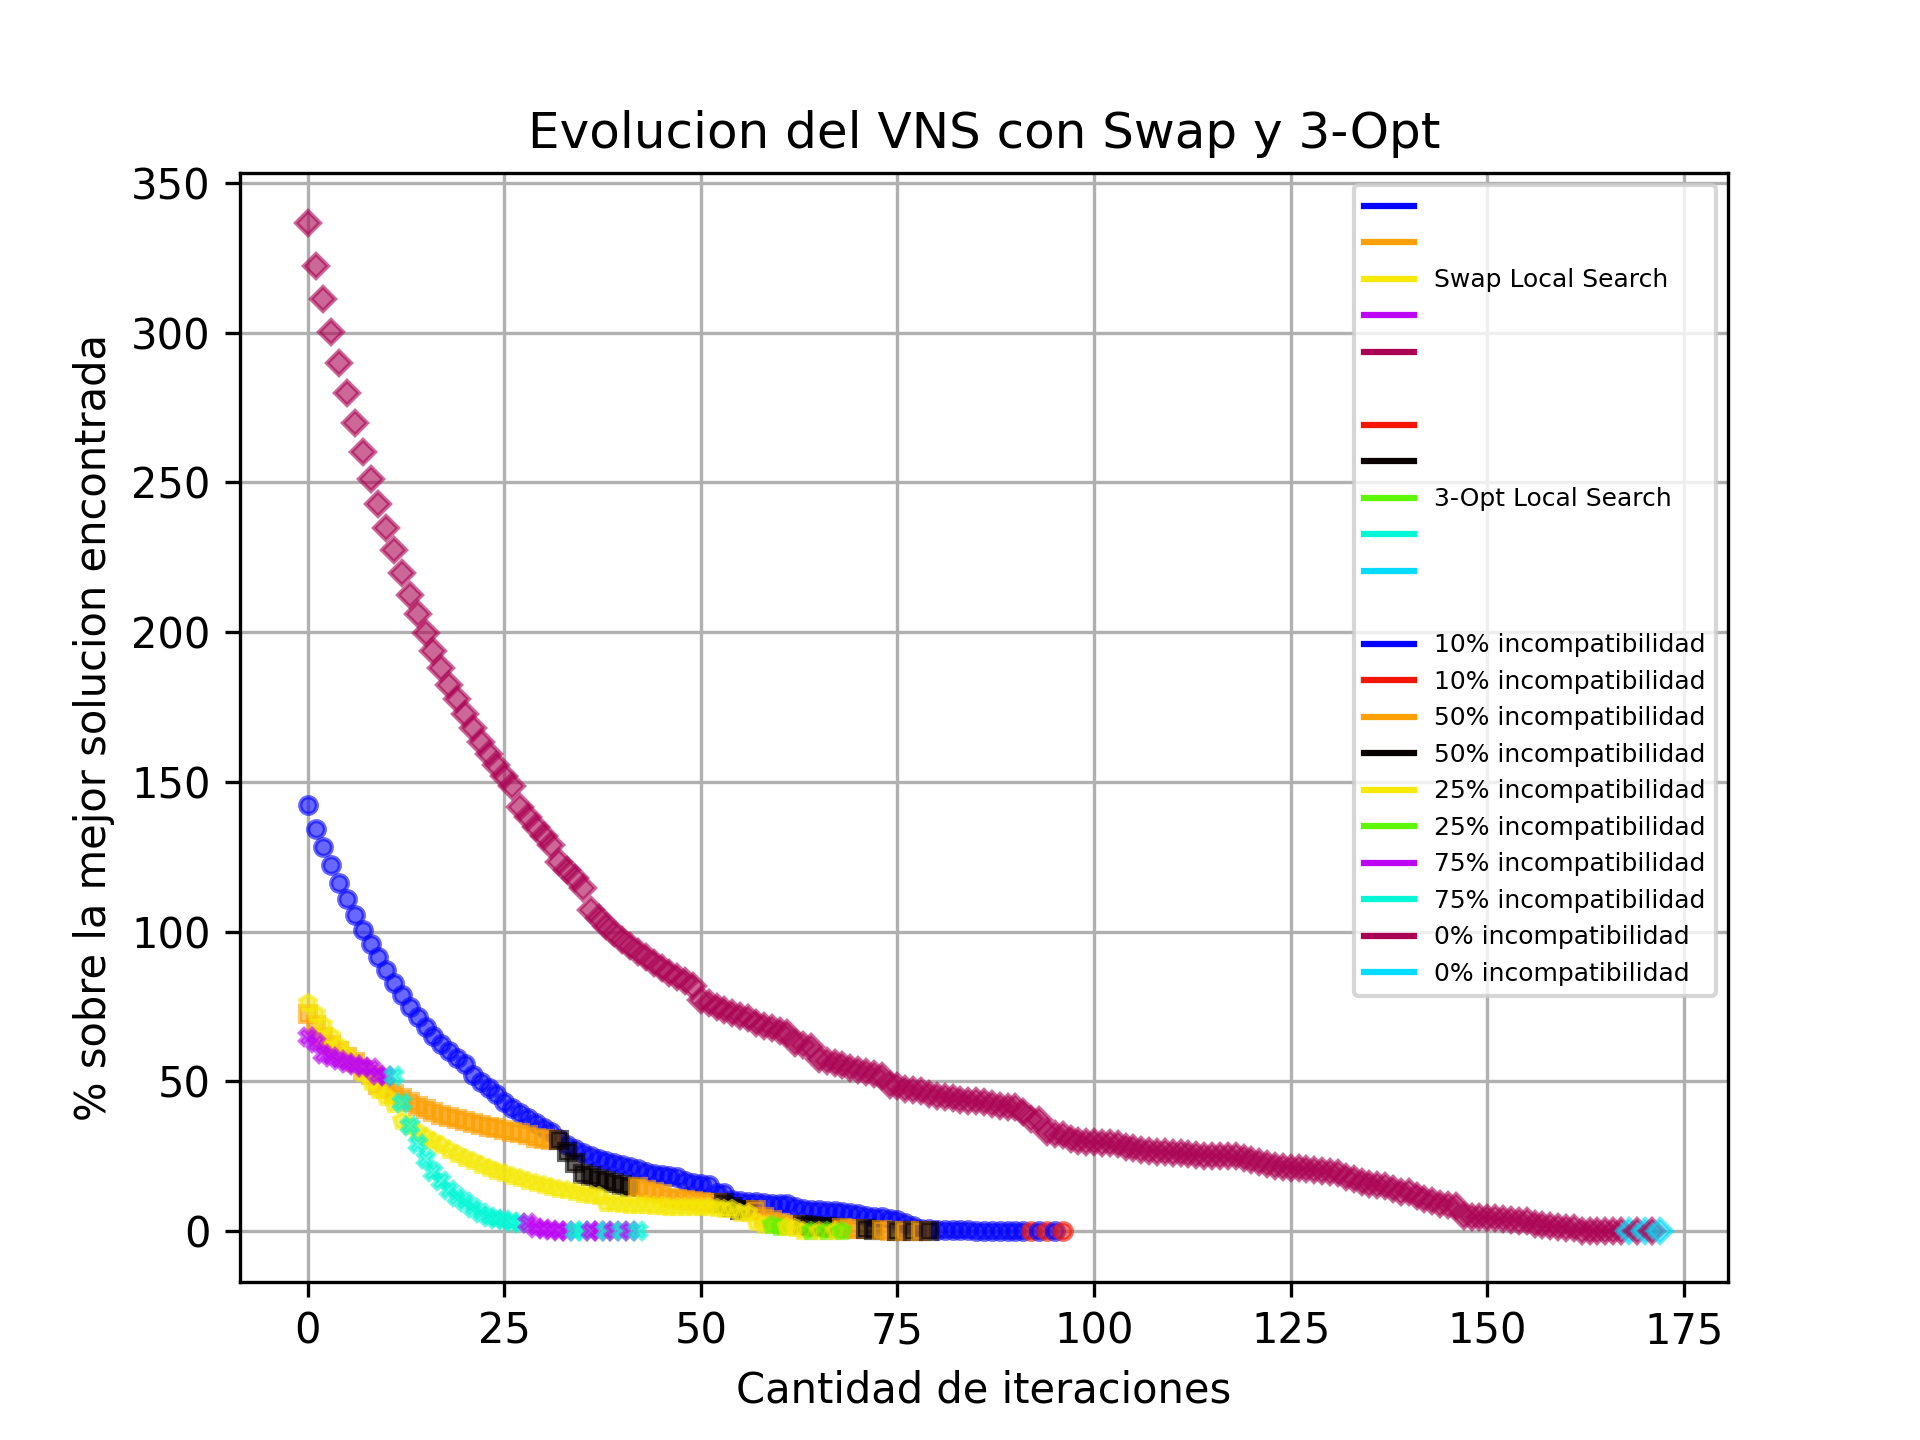 Evolucion del VNS con Swap y 3-Opt
% sobre la mejor solucion encontrada
350
300
250
200
150
100
50
0
Swap Local Search
3-Opt Local Search
10% incompatibilidad
10% incompatibilidad
50% incompatibilidad
50% incompatibilidad
25% incompatibilidad
25% incompatibilidad
75% incompatibilidad
75% incompatibilidad
0% incompatibilidad
0% incompatibilidad
0 25 50 75 100 125 150 175
Cantidad de iteraciones